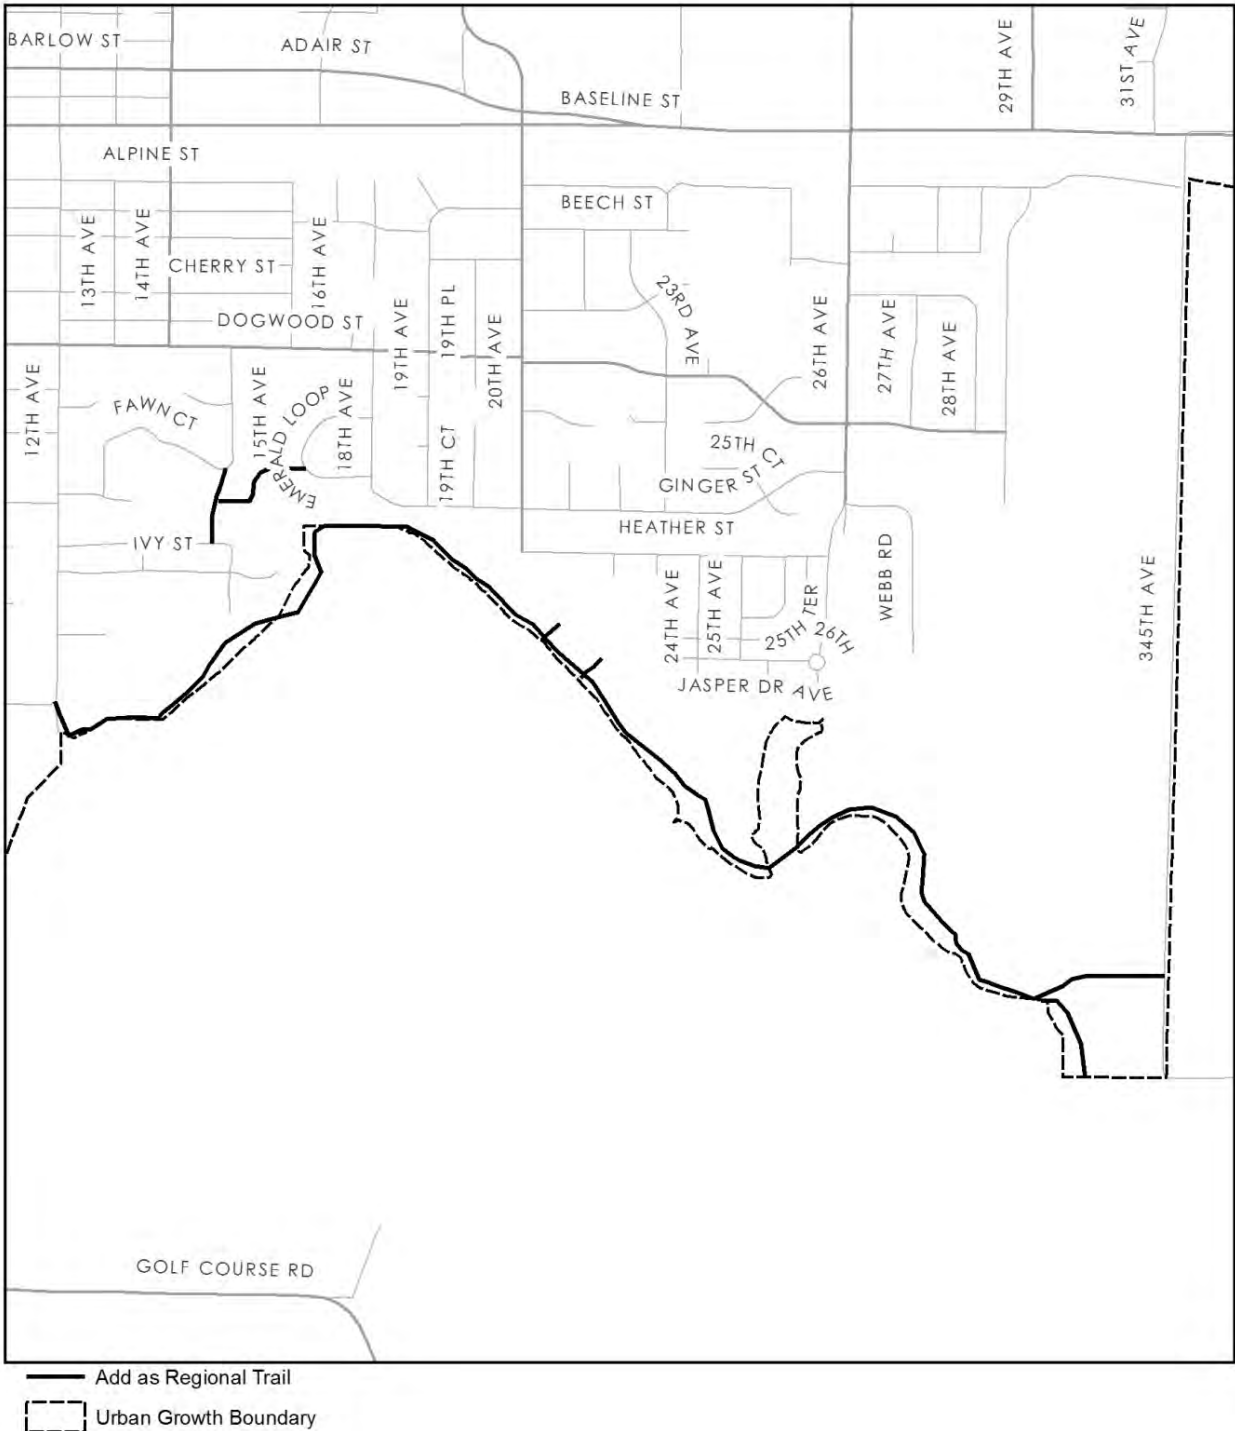 BARLOW ST
ADAIR ST
29TH AVE
31ST AVE
BASELINE ST
ALPINE ST
BEECH ST
13TH AVE
14TH AVE
CHERRY ST
16TH AVE
23RD AVE
DOGWOOD ST
19TH AVE
19TH PL
20TH AVE
26TH AVE
27TH AVE
28TH AVE
12TH AVE
FAWN CT
15TH AVE
EMERALD LOOP
18TH AVE
19TH CT
25TH CT
GINGER ST
HEATHER ST
IVY ST
24TH AVE
25TH AVE
25TH TER
26TH AVE
WEBB RD
345TH AVE
JASPER DR
GOLF COURSE RD
Add as Regional Trail
Urban Growth Boundary